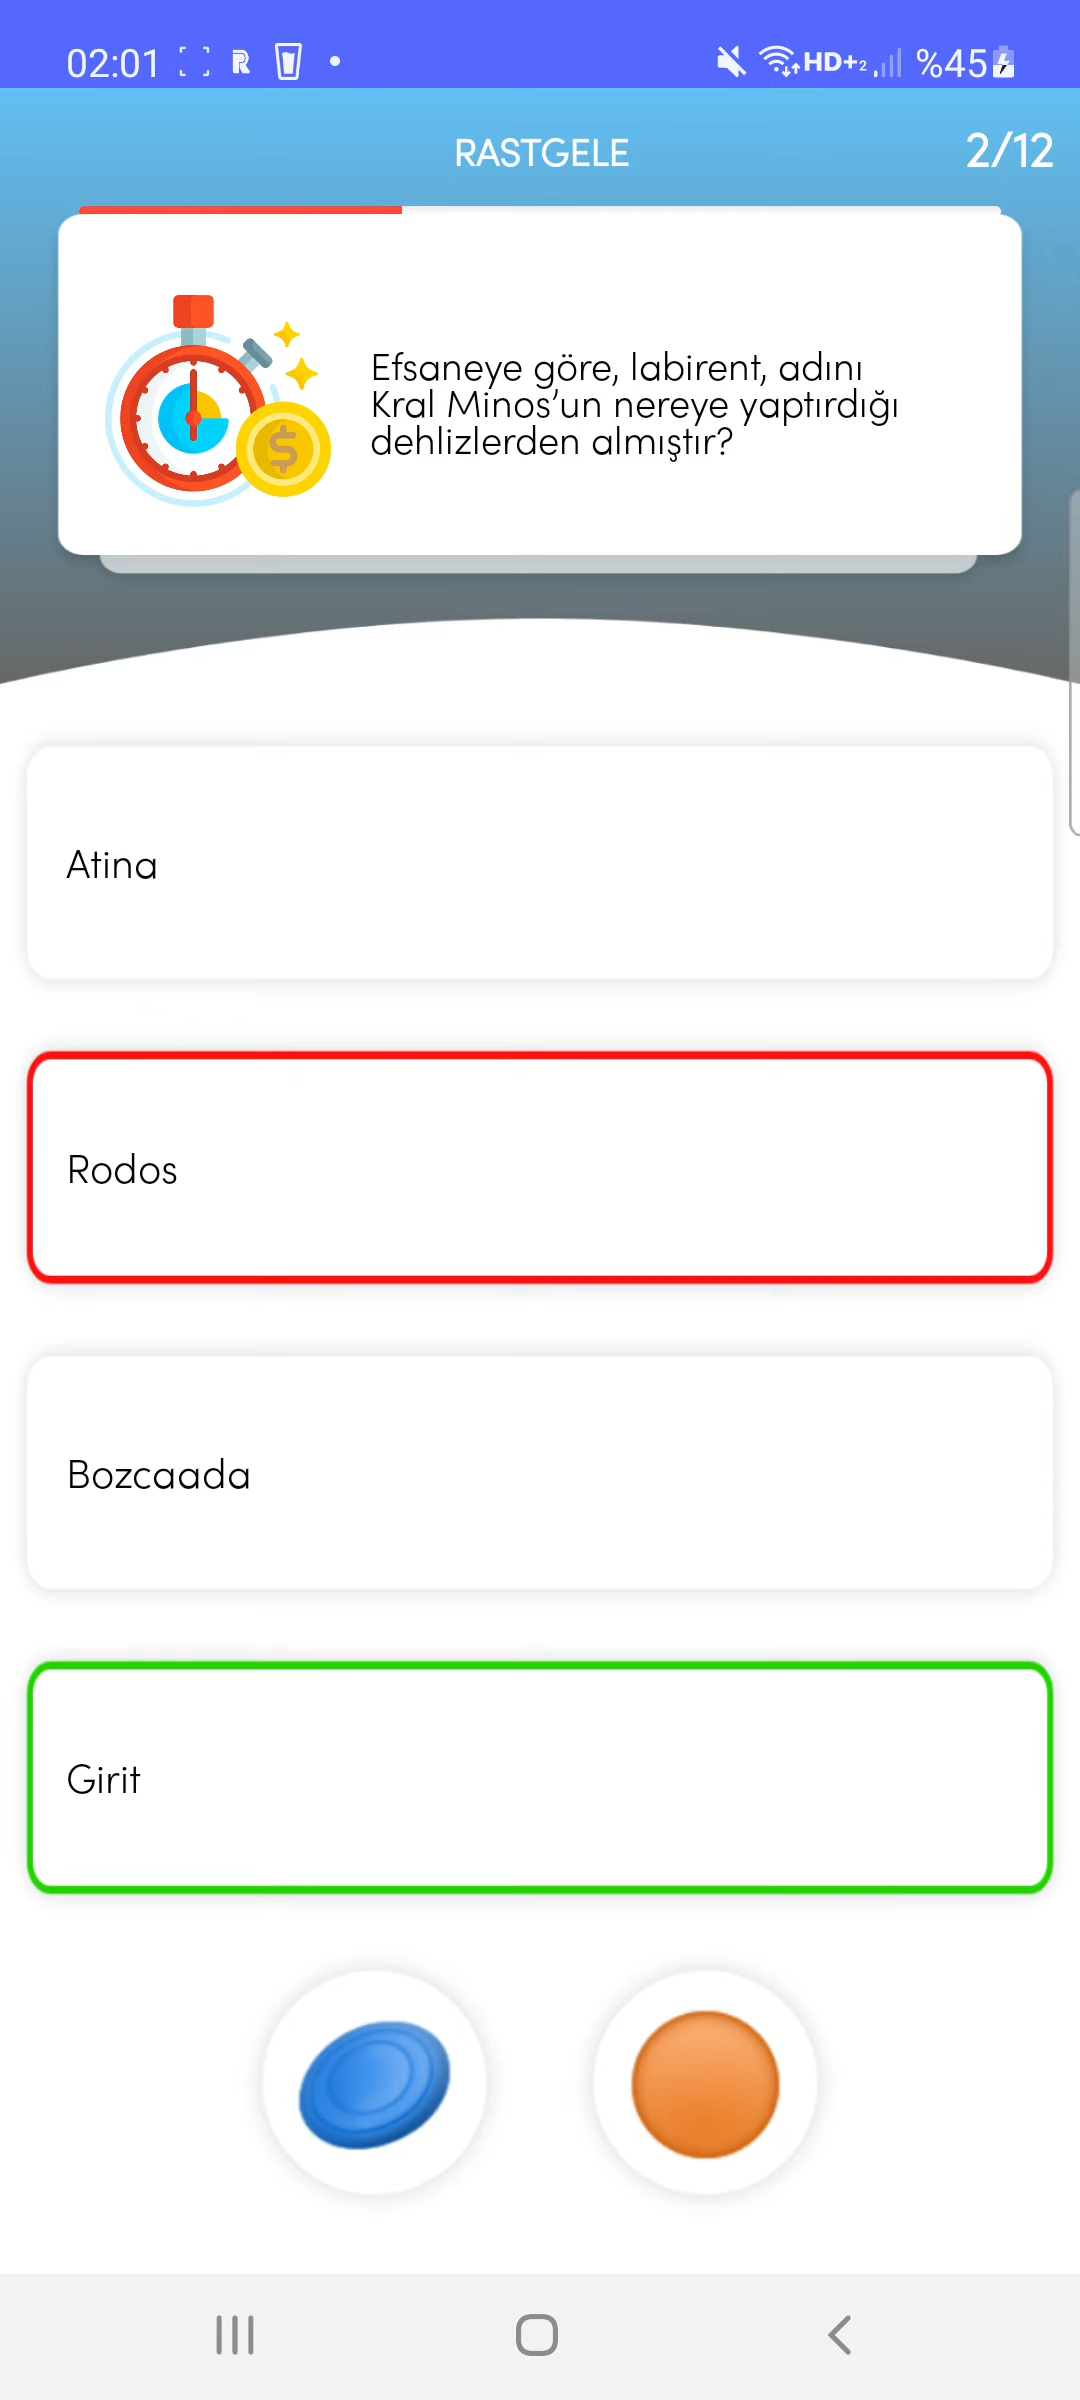 02:01
HD+2 %45
RASTGELE
2/12
Efsaneye göre, labirent, adını
Kral Minos’un nereye yaptırdığı
dehlizlerden almıştır?
Atina
Rodos
Bozcaada
Girit